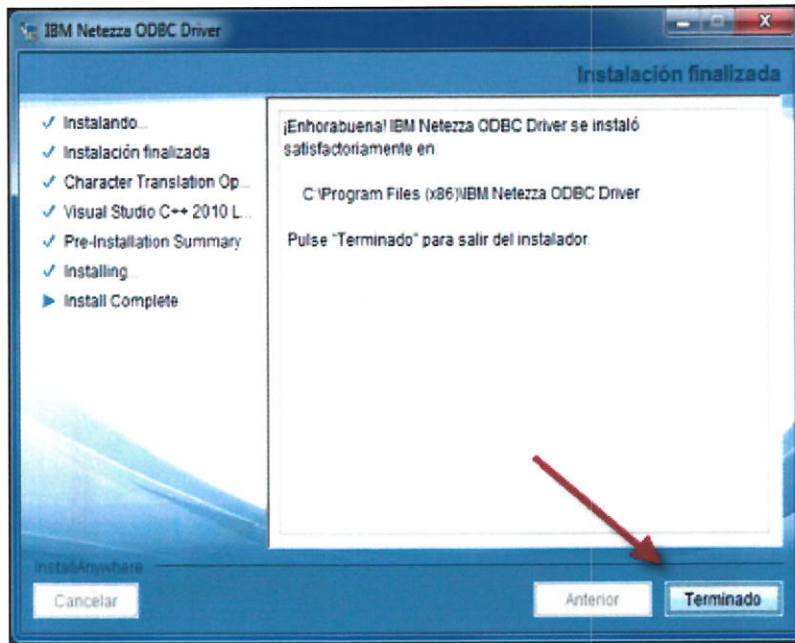 IBM Netezza ODBC Driver
Instalación finalizada
Instalando...
Instalación finalizada
Character Translation Op...
Visual Studio C++ 2010 L...
Pre-Installation Summary
Installing...
Install Complete
¡Enhorabuena! IBM Netezza ODBC Driver se instaló
satisfactoriamente en:
C:\Program Files (x86)\IBM Netezza ODBC Driver
Pulse "Terminado" para salir del instalador.
InstallAnywhere
Cancelar
Anterior
Terminado